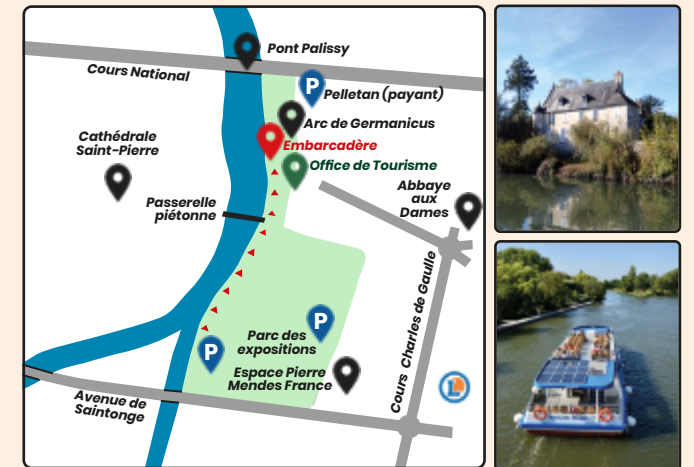 Pont Palissy
Cours National
P
Pelletan (payant)
Arc de Germanicus
Embarcadère
Cathédrale
Saint-Pierre
Office de Tourisme
Abbaye
aux
Dames
Passerelle
piétonne
Cours Charles de Gaulle
P
Parc des
expositions
P
Espace Pierre
Mendes France
L
Avenue de
Saintonge